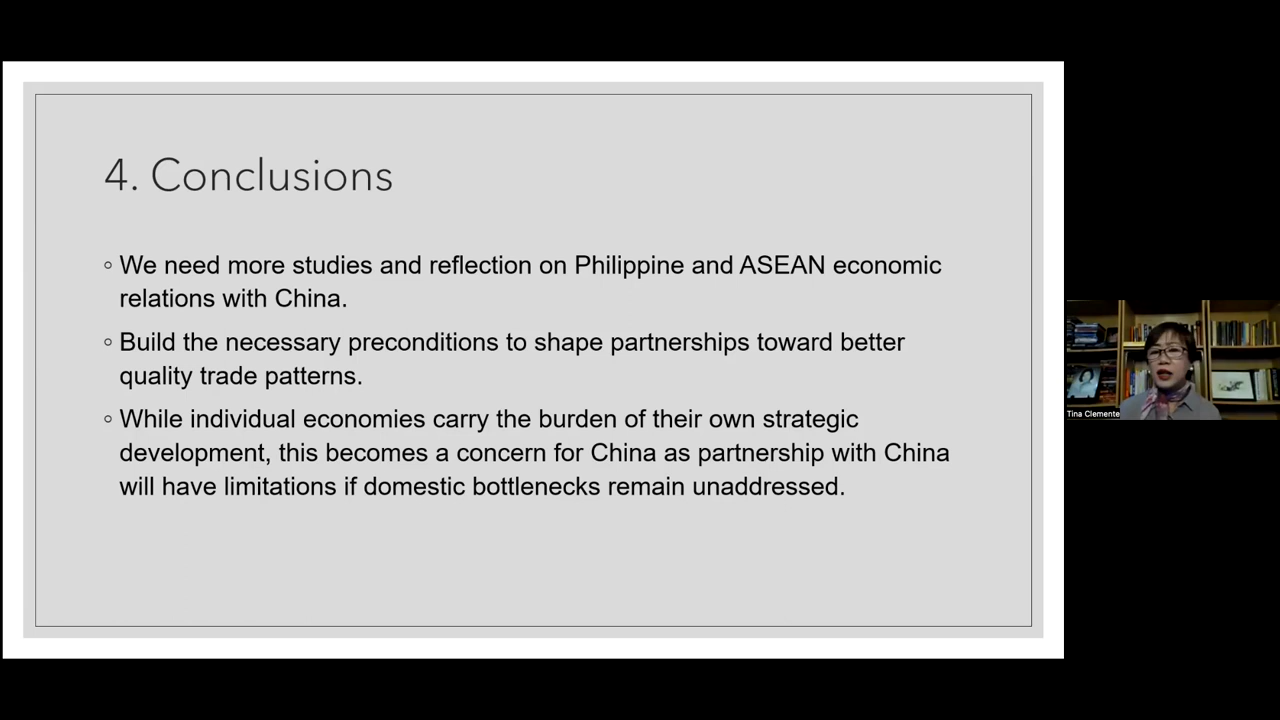 4. Conclusions
◦ We need more studies and reflection on Philippine and ASEAN economic
relations with China.
◦ Build the necessary preconditions to shape partnerships toward better
quality trade patterns.
◦ While individual economies carry the burden of their own strategic
development, this becomes a concern for China as partnership with China
will have limitations if domestic bottlenecks remain unaddressed.
Tina Clemente